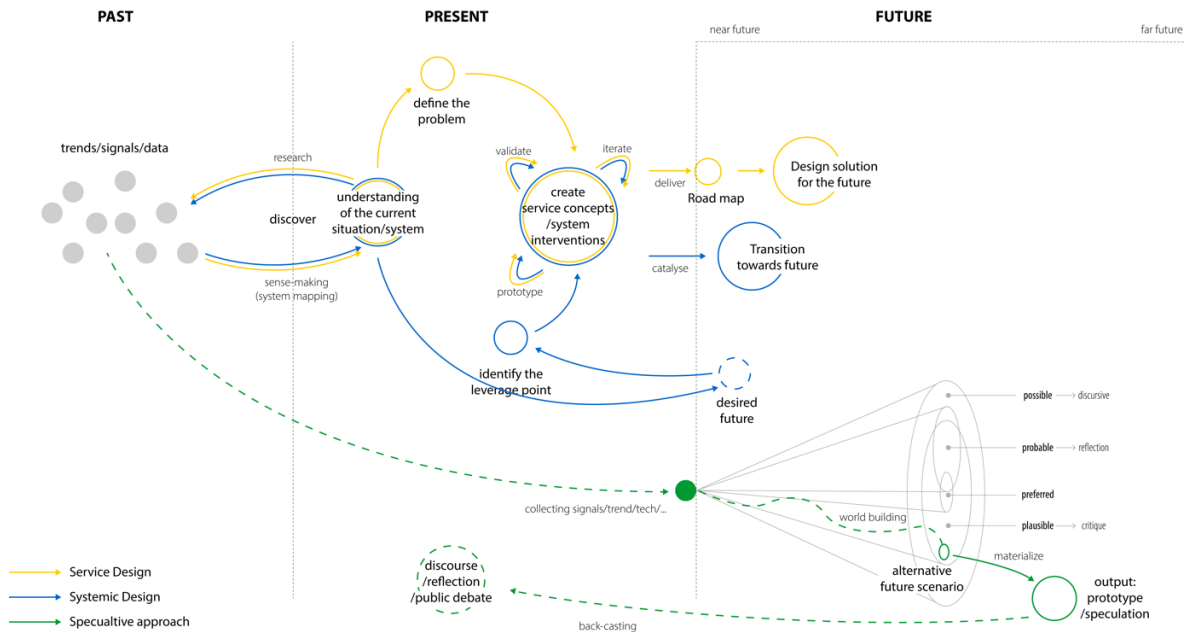 PAST
PRESENT
FUTURE
near future
far future
define the
problem
trends/signals/data
research
discover
understanding
of the current
situation/system
sense-making
(system mapping)
validate
iterate
create
service concepts
/system
interventions
prototype
deliver
Road map
Design solution
for the future
catalyse
Transition
towards future
identify the
leverage point
desired
future
possible
discursive
probable
reflection
preferred
plausible
critique
collecting signals/trend/tech/...
world building
alternative
future scenario
materialize
output:
prototype
/speculation
discourse
/reflection
/public debate
back-casting
Service Design
Systemic Design
Specualtive approach